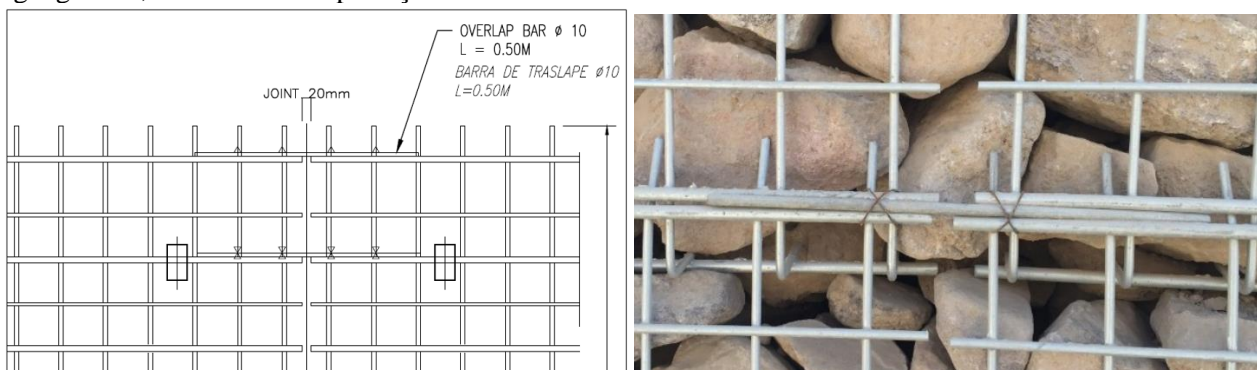 OVERLAP BAR ø 10
L = 0.50M
BARRA DE TRASLAPE ø10
L=0.50M
JOINT 20mm